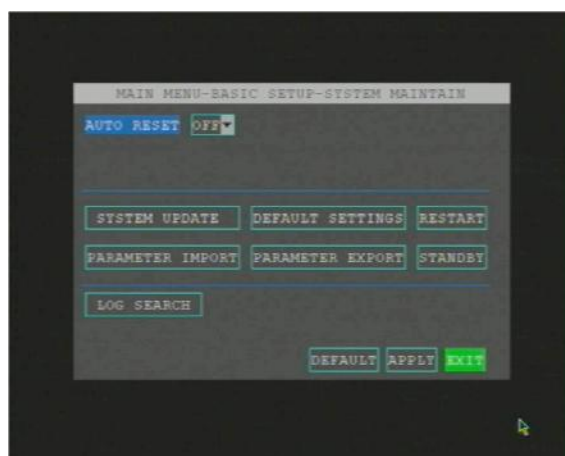 MAIN MENU-BASIC SETUP-SYSTEM MAINTAIN
AUTO RESET OFF
SYSTEM UPDATE DEFAULT SETTINGS RESTART
PARAMETER IMPORT PARAMETER EXPORT STANDBY
LOG SEARCH
DEFAULT APPLY EXIT